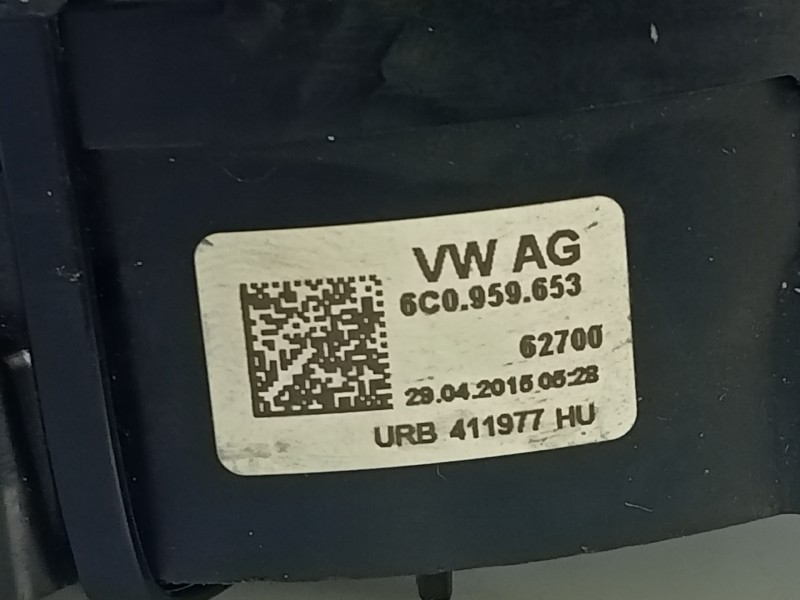 VW AG
6C0.959.653
62700
29.04.2015 05:28
URB 411977 HU